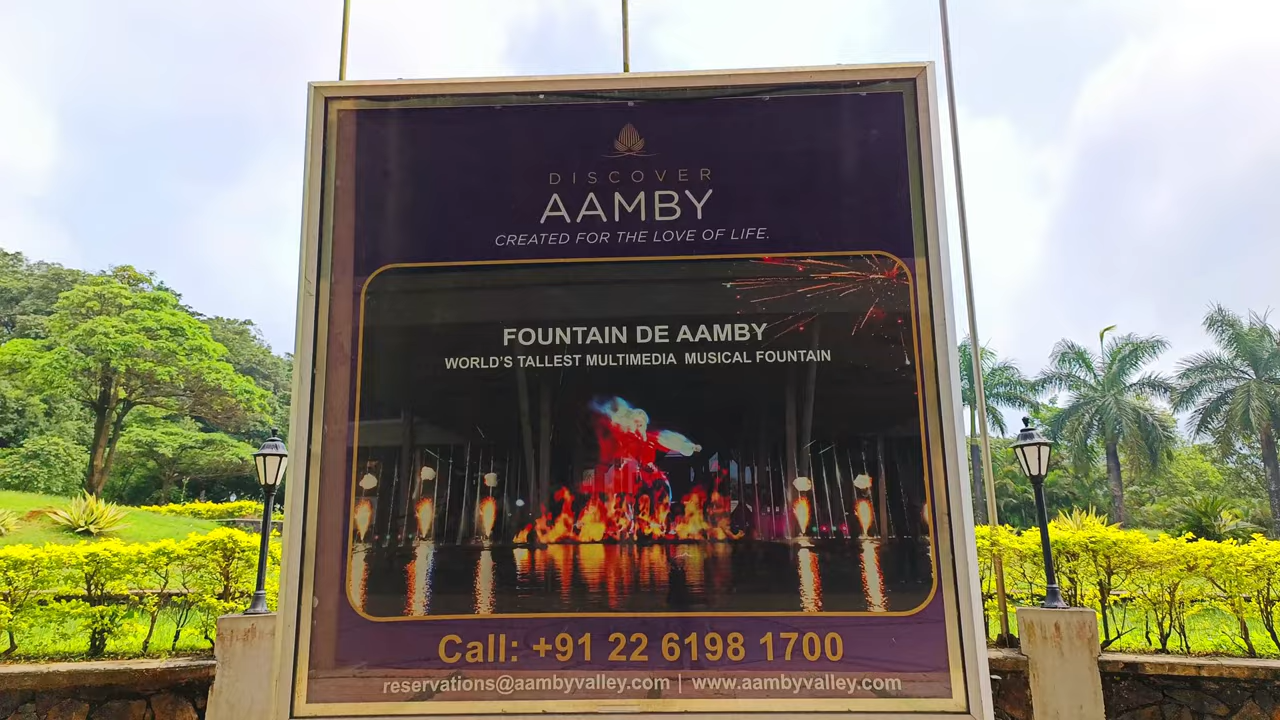 DISCOVER
AAMBY
CREATED FOR THE LOVE OF LIFE.
FOUNTAIN DE AAMBY
WORLD'S TALLEST MULTIMEDIA MUSICAL FOUNTAIN
Call: +91 22 6198 1700
reservations@aambyvalley.com | www.aambyvalley.com